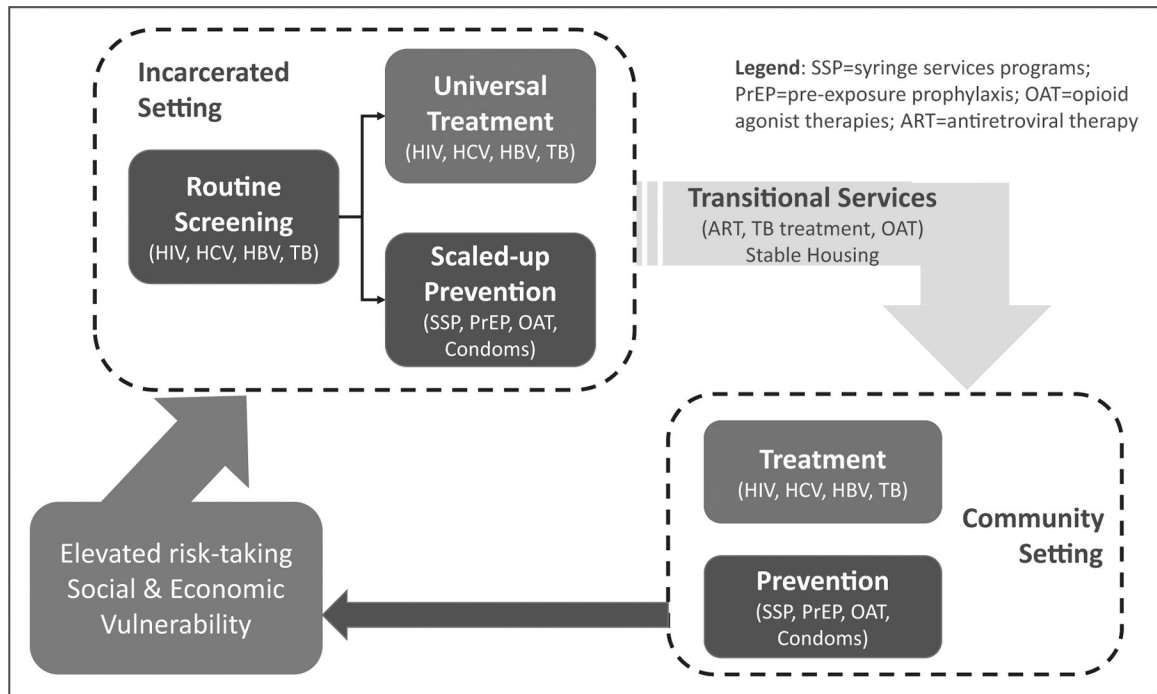 Incarcerated
Setting
Universal
Treatment
(HIV, HCV, HBV, TB)
Routine
Screening
(HIV, HCV, HBV, TB)
Scaled-up
Prevention
(SSP, PrEP, OAT,
Condoms)
Legend: SSP=syringe services programs;
PrEP=pre-exposure prophylaxis; OAT=opioid
agonist therapies; ART=antiretroviral therapy
Transitional Services
(ART, TB treatment, OAT)
Stable Housing
Treatment
(HIV, HCV, HBV, TB)
Community
Setting
Prevention
(SSP, PrEP, OAT,
Condoms)
Elevated risk-taking
Social & Economic
Vulnerability